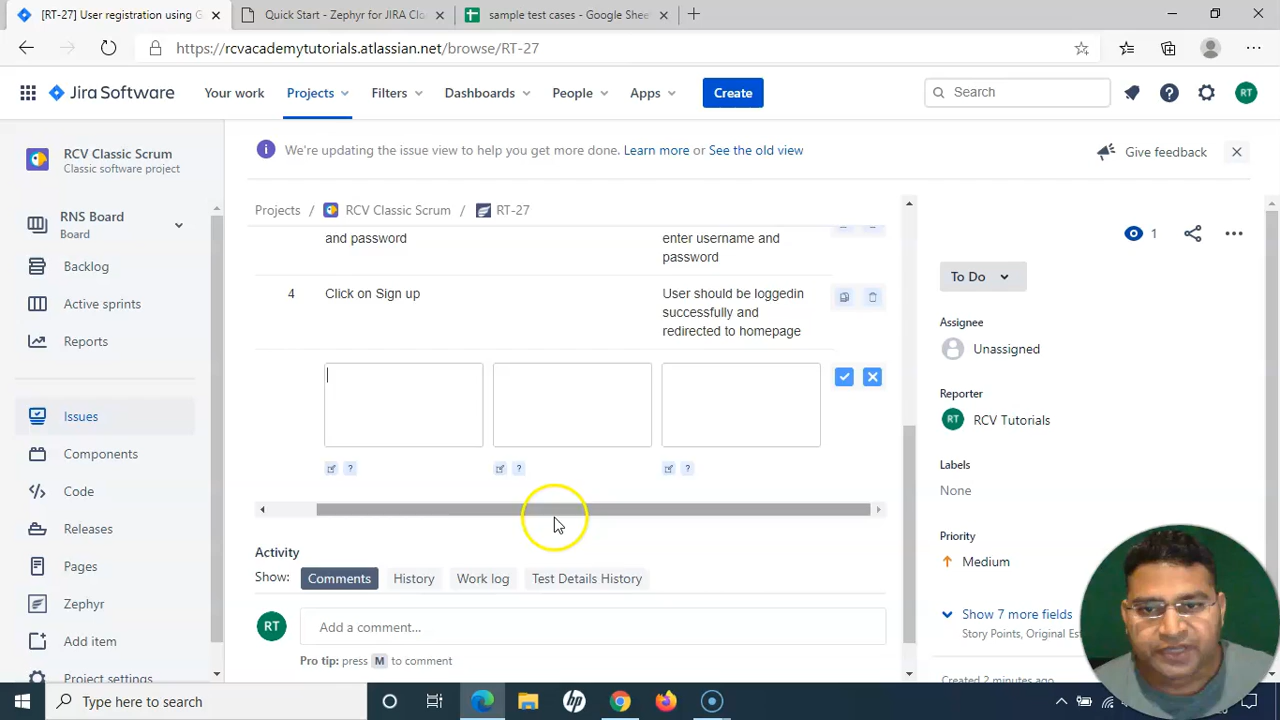 [RT-27] User registration using G
Quick Start - Zephyr for JIRA Clo
sample test cases - Google Shee
https://rcvacademytutorials.atlassian.net/browse/RT-27
Jira Software
Your work
Projects
Filters
Dashboards
People
Apps
Create
Search
RT
RCV Classic Scrum
Classic software project
We're updating the issue view to help you get more done. Learn more or See the old view
Give feedback
RNS Board
Board
Backlog
Active sprints
Reports
Issues
Components
Code
Releases
Pages
Zephyr
Add item
Project settings
Projects / RCV Classic Scrum / RT-27
and password
enter username and
password
4
Click on Sign up
User should be loggedin
successfully and
redirected to homepage
? ? ?
Activity
Show: Comments History Work log Test Details History
RT
Add a comment...
Pro tip: press M to comment
1
To Do
Assignee
Unassigned
Reporter
RT RCV Tutorials
Labels
None
Priority
Medium
Show 7 more fields
Story Points, Original Es
Created 2 minutes ago
Type here to search